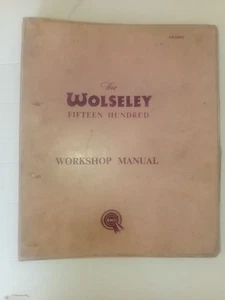 The
WOLSELEY
FIFTEEN HUNDRED
WORKSHOP MANUAL